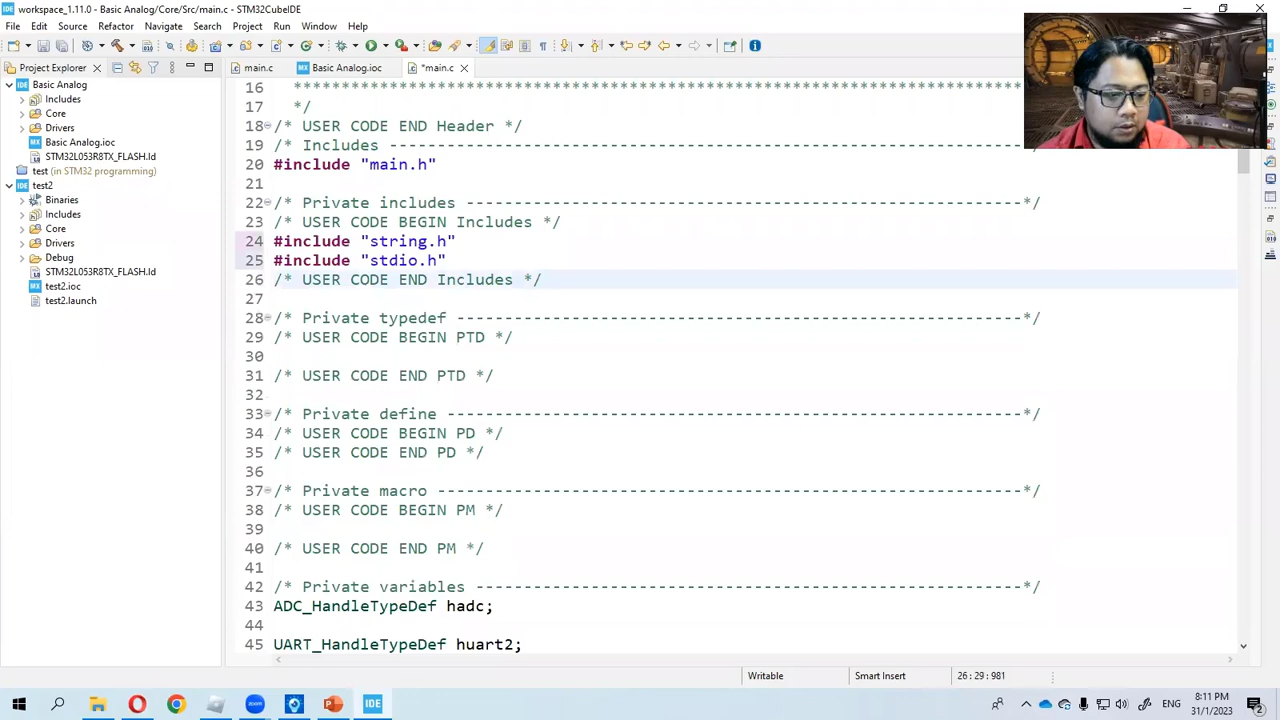 workspace_1.11.0 - Basic Analog/Core/Src/main.c - STM32CubeIDE
File Edit Source Refactor Navigate Search Project Run Window Help
Project Explorer
main.c
Basic Analog.ioc
*main.c
Basic Analog
Includes
Core
Drivers
Basic Analog.ioc
STM32L053R8TX_FLASH.ld
test (in STM32 programming)
test2
Binaries
Includes
Core
Drivers
Debug
STM32L053R8TX_FLASH.ld
test2.ioc
test2.launch
16 ******************************************************************************
17 */
18 /* USER CODE END Header */
19 /* Includes ------------------------------------------------------------------*/
20 #include "main.h"
21
22 /* Private includes ----------------------------------------------------------*/
23 /* USER CODE BEGIN Includes */
24 #include "string.h"
25 #include "stdio.h"
26 /* USER CODE END Includes */
27
28 /* Private typedef -----------------------------------------------------------*/
29 /* USER CODE BEGIN PTD */
30
31 /* USER CODE END PTD */
32
33 /* Private define ------------------------------------------------------------*/
34 /* USER CODE BEGIN PD */
35 /* USER CODE END PD */
36
37 /* Private macro -------------------------------------------------------------*/
38 /* USER CODE BEGIN PM */
39
40 /* USER CODE END PM */
41
42 /* Private variables ---------------------------------------------------------*/
43 ADC_HandleTypeDef hadc;
44
45 UART_HandleTypeDef huart2;
Writable
Smart Insert
26 : 29 : 981
zoom
IDE
ENG
8:11 PM
31/1/2023
2